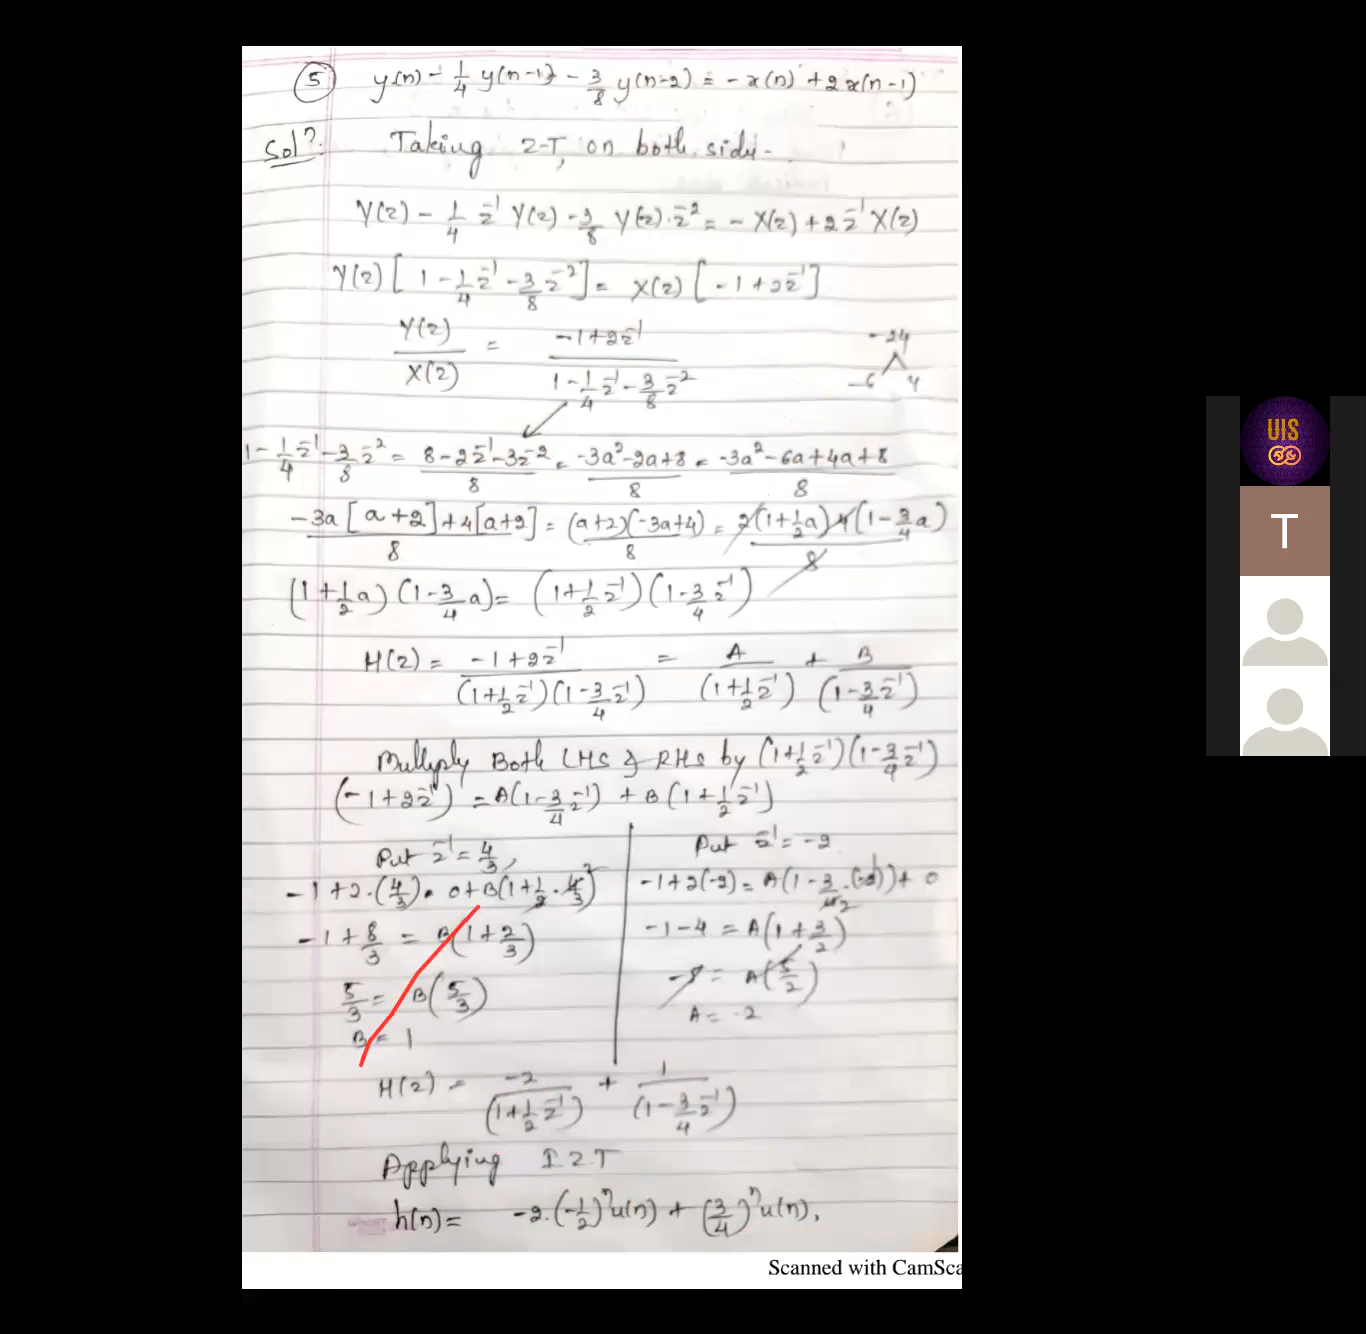 5 y(n) - 1/4 y(n-1) - 3/8 y(n-2) = - x(n) + 2x(n-1)
Solⁿ. Taking Z-T, on both side -
Y(z) - 1/4 z⁻¹ Y(z) - 3/8 Y(z).z⁻² = - X(z) + 2z⁻¹ X(z)
Y(z) [ 1 - 1/4 z⁻¹ - 3/8 z⁻² ] = X(z) [ -1 + 2z⁻¹ ]
Y(z)/X(z) = (-1+2z⁻¹)/(1 - 1/4 z⁻¹ - 3/8 z⁻²)
-24
-6 4
1 - 1/4 z⁻¹ - 3/8 z⁻² = (8-2z⁻¹-3z⁻²)/8 = (-3a²-2a+8)/8 = (-3a²-6a+4a+8)/8
(-3a[a+2]+4[a+2])/8 = (a+2)(-3a+4)/8 = 2(1+1/2 a)4(1-3/4 a)/8
(1+1/2 a)(1-3/4 a) = (1+1/2 z⁻¹)(1-3/4 z⁻¹)
H(z) = (-1+2z⁻¹)/((1+1/2 z⁻¹)(1-3/4 z⁻¹)) = A/(1+1/2 z⁻¹) + B/(1-3/4 z⁻¹)
Multiply Both LHS & RHS by (1+1/2 z⁻¹)(1-3/4 z⁻¹)
(-1+2z⁻¹) = A(1-3/4 z⁻¹) + B(1+1/2 z⁻¹)
Put z⁻¹ = 4/3,
-1+2.(4/3) = 0+B(1+1/2 . 4/3)
-1+8/3 = B(1+2/3)
5/3 = B(5/3)
B = 1
Put z⁻¹ = -2
-1+2(-2) = A(1-3/4.(-2)) + 0
-1-4 = A(1+3/2)
-5 = A(5/2)
A = -2
H(z) = -2/(1+1/2 z⁻¹) + 1/(1-3/4 z⁻¹)
Applying IZT
h(n) = -2.(-1/2)ⁿu(n) + (3/4)ⁿu(n),
Scanned with CamSca
UIS
T